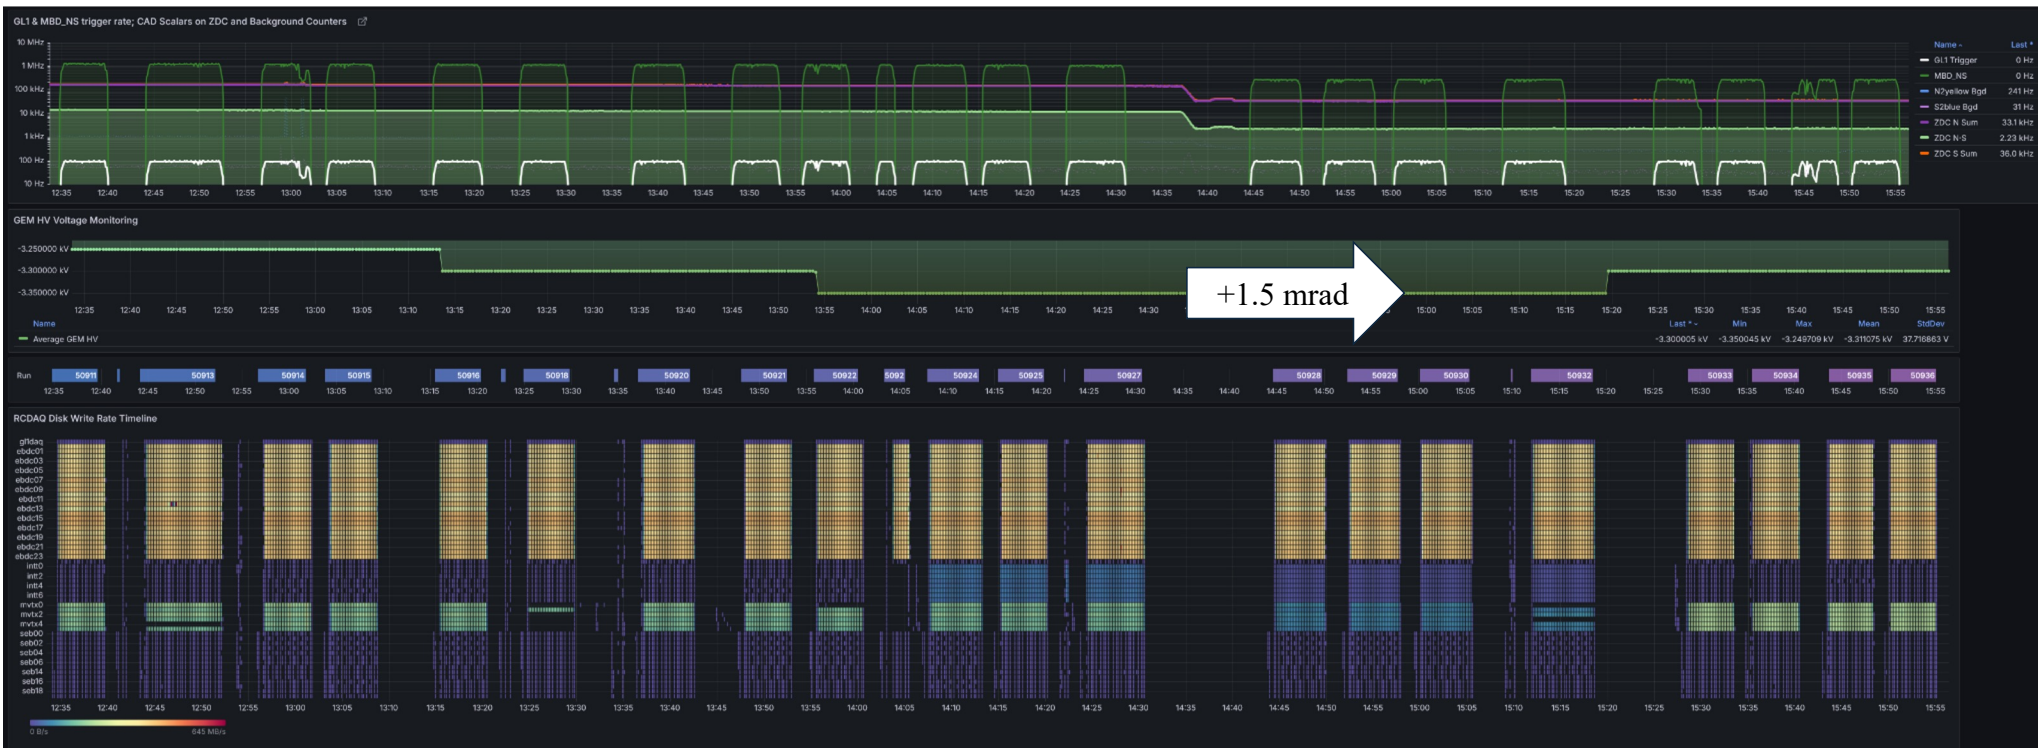 GL1 & MBD_NS trigger rate; CAD Scalars on ZDC and Background Counters
10 MHz
1 MHz
100 kHz
10 kHz
1 kHz
100 Hz
10 Hz
12:35 12:40 12:45 12:50 12:55 13:00 13:05 13:10 13:15 13:20 13:25 13:30 13:35 13:40 13:45 13:50 13:55 14:00 14:05 14:10 14:15 14:20 14:25 14:30 14:35 14:40 14:45 14:50 14:55 15:00 15:05 15:10 15:15 15:20 15:25 15:30 15:35 15:40 15:45 15:50 15:55
Name Last *
GL1 Trigger 0 Hz
MBD_NS 0 Hz
N2yellow Bgd 241 Hz
S2blue Bgd 31 Hz
ZDC N Sum 33.1 kHz
ZDC N-S 2.23 kHz
ZDC S Sum 36.0 kHz
GEM HV Voltage Monitoring
-3.250000 kV
-3.300000 kV
-3.350000 kV
+1.5 mrad
12:35 12:40 12:45 12:50 12:55 13:00 13:05 13:10 13:15 13:20 13:25 13:30 13:35 13:40 13:45 13:50 13:55 14:00 14:05 14:10 14:15 14:20 14:25 14:30 15:00 15:05 15:10 15:15 15:20 15:25 15:30 15:35 15:40 15:45 15:50 15:55
Name Last * Min Max Mean StdDev
Average GEM HV -3.300005 kV -3.350045 kV -3.249709 kV -3.311075 kV 37.716863 V
Run 50911 50913 50914 50915 50916 50918 50920 50921 50922 5092 50924 50925 50927 50928 50929 50930 50932 50933 50934 50935 50936
12:35 12:40 12:45 12:50 12:55 13:00 13:05 13:10 13:15 13:20 13:25 13:30 13:35 13:40 13:45 13:50 13:55 14:00 14:05 14:10 14:15 14:20 14:25 14:30 14:35 14:40 14:45 14:50 14:55 15:00 15:05 15:10 15:15 15:20 15:25 15:30 15:35 15:40 15:45 15:50 15:55
RCDAQ Disk Write Rate Timeline
gl1daq
ebdc01
ebdc03
ebdc05
ebdc07
ebdc09
ebdc11
ebdc13
ebdc15
ebdc17
ebdc19
ebdc21
ebdc23
intt0
intt2
intt4
intt6
mvtx0
mvtx2
mvtx4
seb00
seb02
seb04
seb06
seb14
seb16
seb18
12:35 12:40 12:45 12:50 12:55 13:00 13:05 13:10 13:15 13:20 13:25 13:30 13:35 13:40 13:45 13:50 13:55 14:00 14:05 14:10 14:15 14:20 14:25 14:30 14:35 14:40 14:45 14:50 14:55 15:00 15:05 15:10 15:15 15:20 15:25 15:30 15:35 15:40 15:45 15:50 15:55
0 B/s 645 MB/s